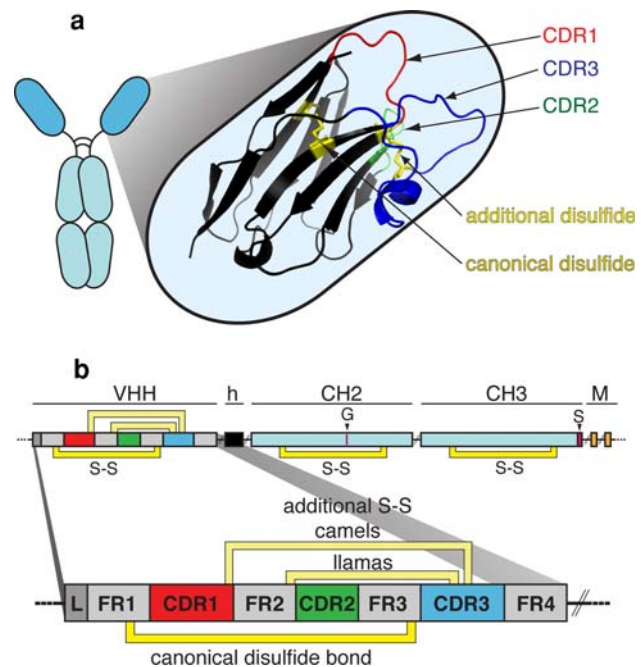 a
CDR1
CDR3
CDR2
additional disulfide
canonical disulfide
b
VHH h CH2 CH3 M
G S
S-S S-S S-S
additional S-S
camels
llamas
L FR1 CDR1 FR2 CDR2 FR3 CDR3 FR4
canonical disulfide bond